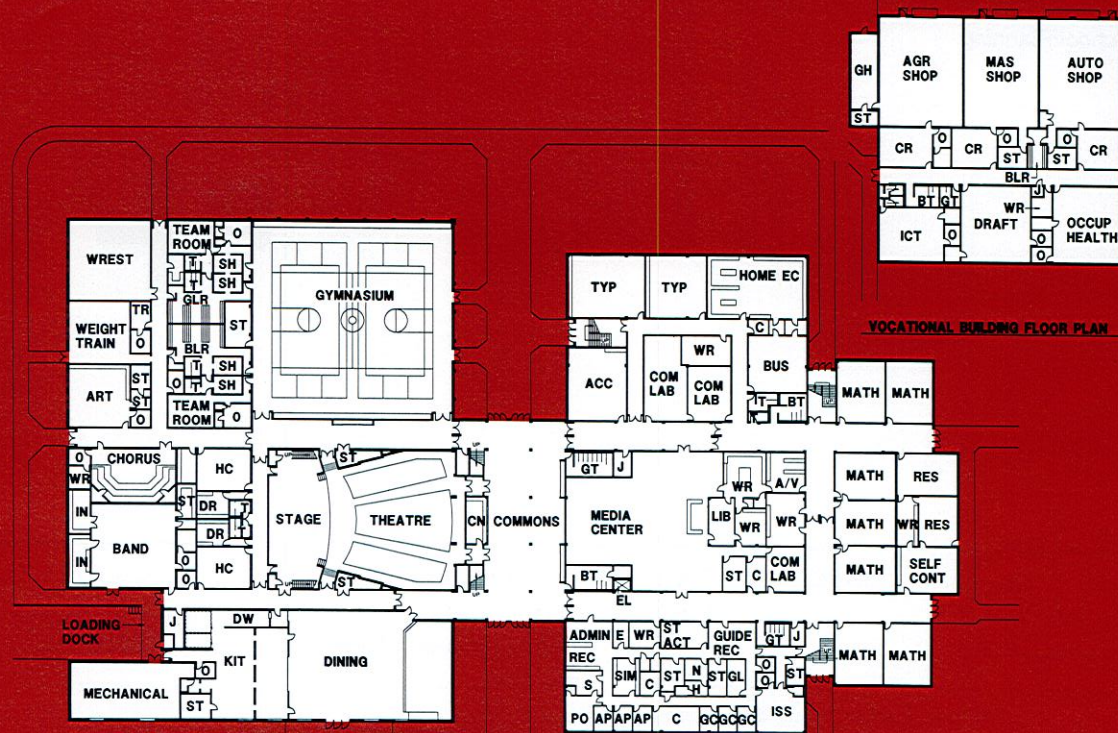 AGR
SHOP
MAS
SHOP
AUTO
SHOP
GH
ST
CR
O
CR
O
ST
O
ST
CR
BLR
T
T
BT
GT
J
WR
ICT
O
O
DRAFT
O
O
OCCUP
HEALTH
VOCATIONAL BUILDING FLOOR PLAN
WREST
TEAM
ROOM
O
T
SH
T
SH
GLR
ST
TR
WEIGHT
TRAIN
O
BLR
T
SH
O
T
SH
ART
ST
ST
O
TEAM
ROOM
O
GYMNASIUM
TYP
TYP
HOME EC
C
WR
ACC
COM
LAB
COM
LAB
BUS
T
BT
MATH
MATH
O
CHORUS
WR
HC
ST
IN
DR
T
T
DR
BAND
IN
O
O
HC
ST
STAGE
THEATRE
ST
CN
COMMONS
GT
J
MEDIA
CENTER
WR
A/V
LIB
WR
WR
BT
ST
C
COM
LAB
EL
MATH
RES
MATH
WR
RES
MATH
SELF
CONT
LOADING
DOCK
J
DW
KIT
DINING
O
ST
MECHANICAL
ADMIN
E
WR
ST
ACT
GUIDE
REC
GT
J
REC
SIM
C
ST
N
H
ST
GL
O
O
ST
S
PO
AP
AP
AP
C
GC
GC
GC
ISS
MATH
MATH